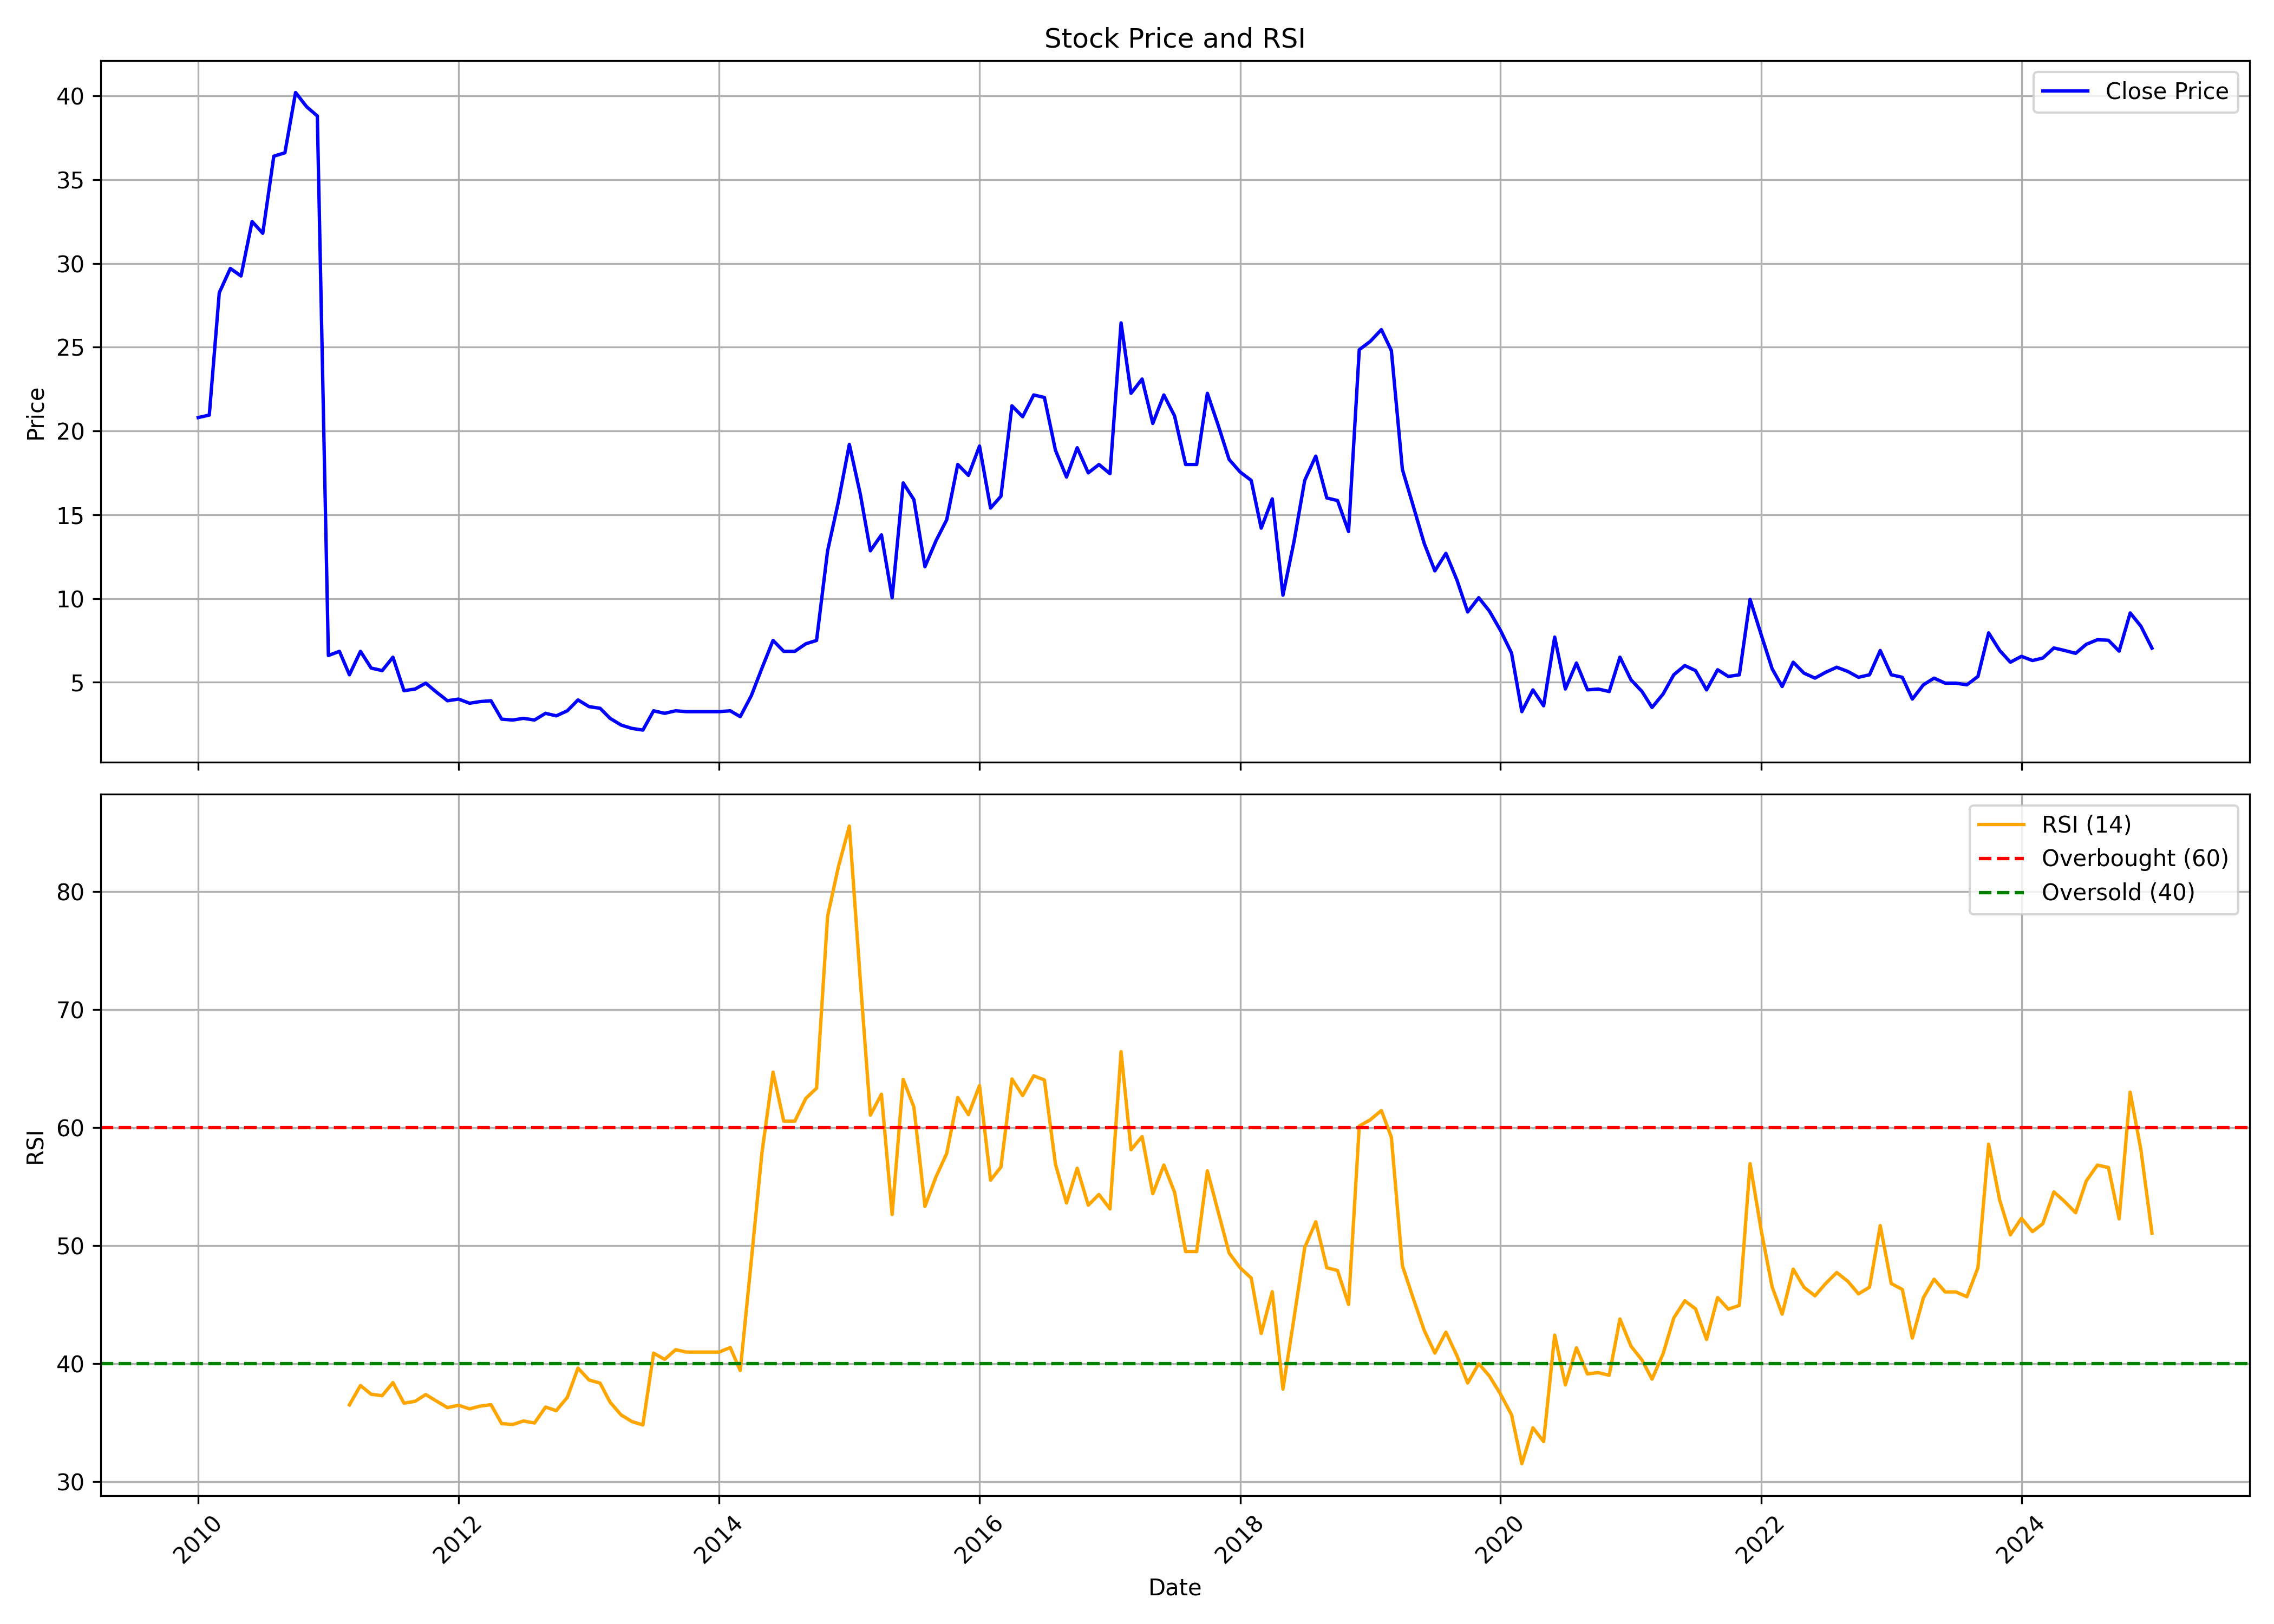 Stock Price and RSI
Close Price
40
35
30
25
20
15
10
5
Price
RSI (14)
Overbought (60)
Oversold (40)
80
70
60
50
40
30
RSI
2010
2012
2014
2016
2018
2020
2022
2024
Date